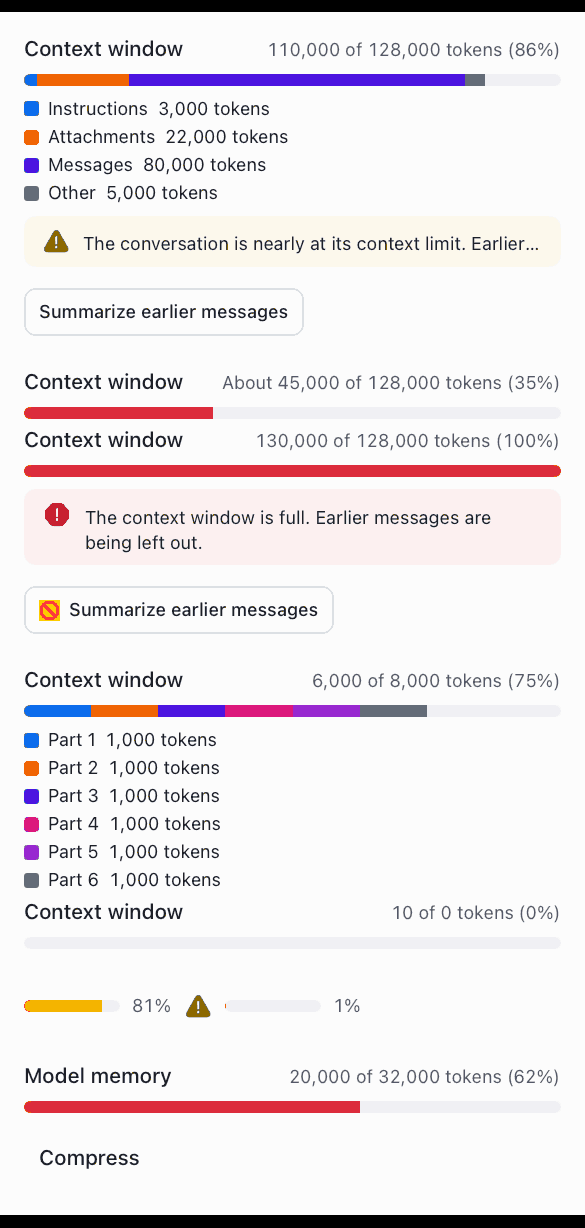 Context window 110,000 of 128,000 tokens (86%)
Instructions 3,000 tokens
Attachments 22,000 tokens
Messages 80,000 tokens
Other 5,000 tokens
The conversation is nearly at its context limit. Earlier...
Summarize earlier messages
Context window About 45,000 of 128,000 tokens (35%)
Context window 130,000 of 128,000 tokens (100%)
The context window is full. Earlier messages are
being left out.
Summarize earlier messages
Context window 6,000 of 8,000 tokens (75%)
Part 1 1,000 tokens
Part 2 1,000 tokens
Part 3 1,000 tokens
Part 4 1,000 tokens
Part 5 1,000 tokens
Part 6 1,000 tokens
Context window 10 of 0 tokens (0%)
81% 1%
Model memory 20,000 of 32,000 tokens (62%)
Compress